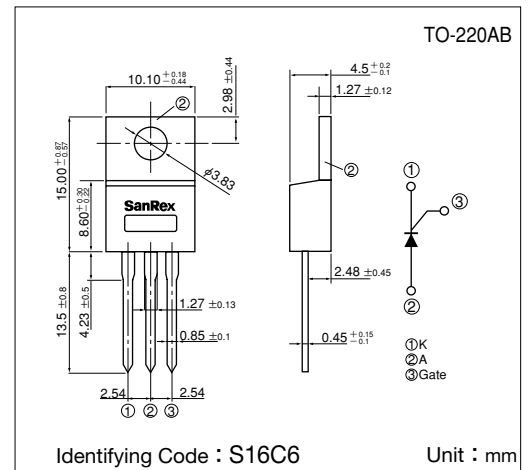 TO-220AB
10.10 +0.18 −0.44
②
2.98 ±0.44
4.5 +0.2 −0.1
1.27 ±0.12
15.00 +0.87 −0.57
8.60 +0.30 −0.22
φ3.83
SanRex
②
①
③
②
13.5 ±0.8
4.23 ±0.5
1.27 ±0.13
0.85 ±0.1
2.48 ±0.45
0.45 +0.15 −0.1
2.54
2.54
① ② ③
①K
②A
③Gate
Identifying Code：S16C6
Unit：mm